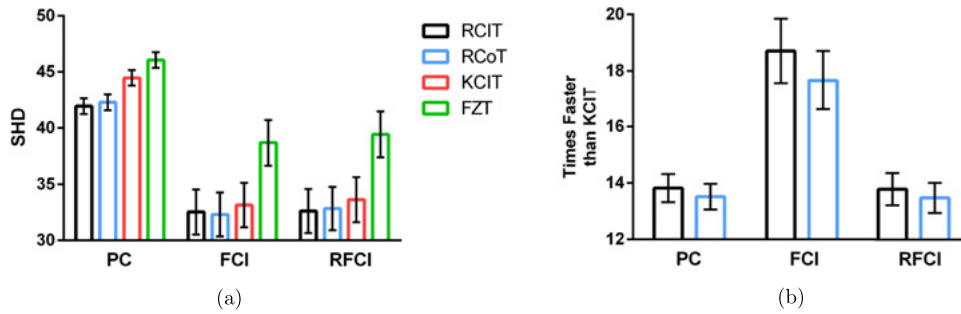 50
45
40
35
30
SHD
PC
FCI
RFCI
RCIT
RCoT
KCIT
FZT
(a)
20
18
16
14
12
Times Faster
than KCIT
PC
FCI
RFCI
(b)